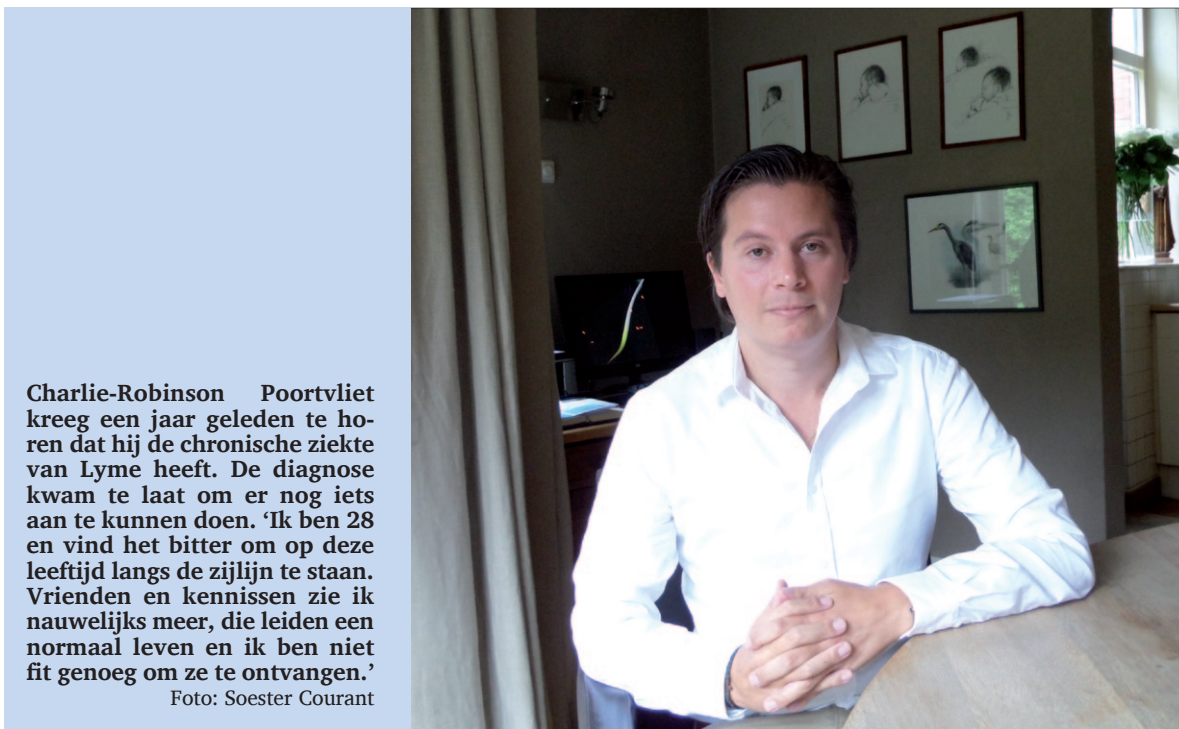 Charlie-Robinson Poortvliet
kreeg een jaar geleden te ho-
ren dat hij de chronische ziekte
van Lyme heeft. De diagnose
kwam te laat om er nog iets
aan te kunnen doen. ‘Ik ben 28
en vind het bitter om op deze
leeftijd langs de zijlijn te staan.
Vrienden en kennissen zie ik
nauwelijks meer, die leiden een
normaal leven en ik ben niet
fit genoeg om ze te ontvangen.’
Foto: Soester Courant